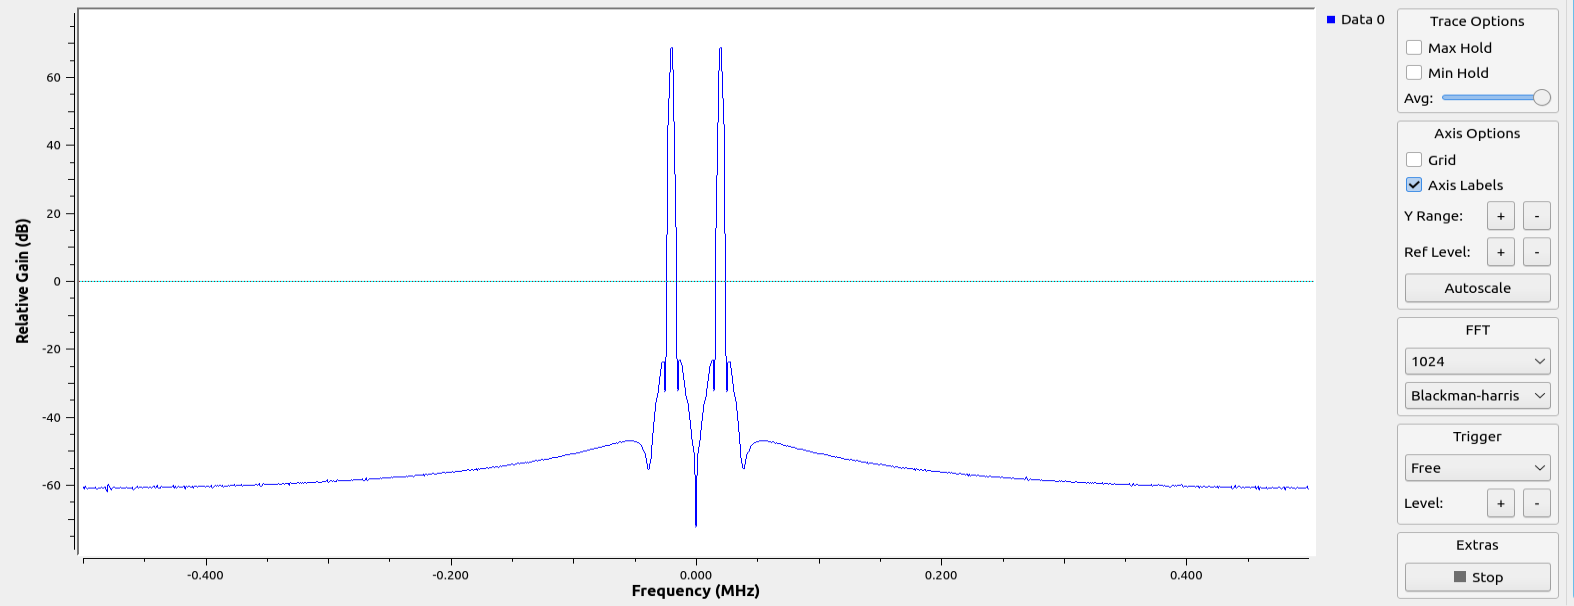 Relative Gain (dB)
60
40
20
0
-20
-40
-60
-0.400
-0.200
0.000
0.200
0.400
Frequency (MHz)
Data 0
Trace Options
Max Hold
Min Hold
Avg:
Axis Options
Grid
Axis Labels
Y Range: + -
Ref Level: + -
Autoscale
FFT
1024
Blackman-harris
Trigger
Free
Level: + -
Extras
Stop